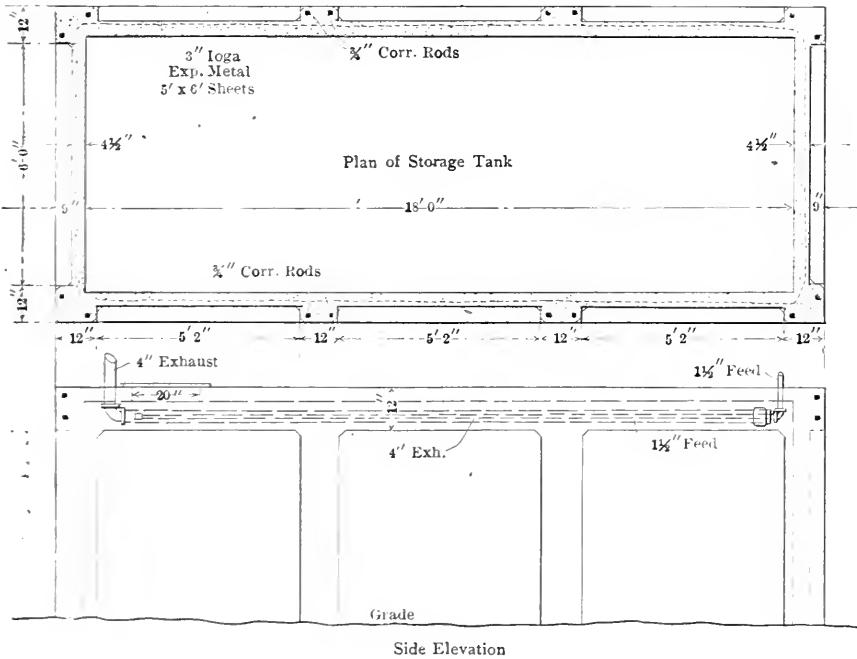 12"
3" Ioga
Exp. Metal
5' x 6' Sheets
¾" Corr. Rods
4½"
4½"
Plan of Storage Tank
6'0"
9"
18'0"
9"
¾" Corr. Rods
12"
12" 5'2" 12" 5'2" 12" 5'2" 12"
4" Exhaust
1½" Feed
20"
12"
4" Exh.
1½" Feed
Grade
Side Elevation